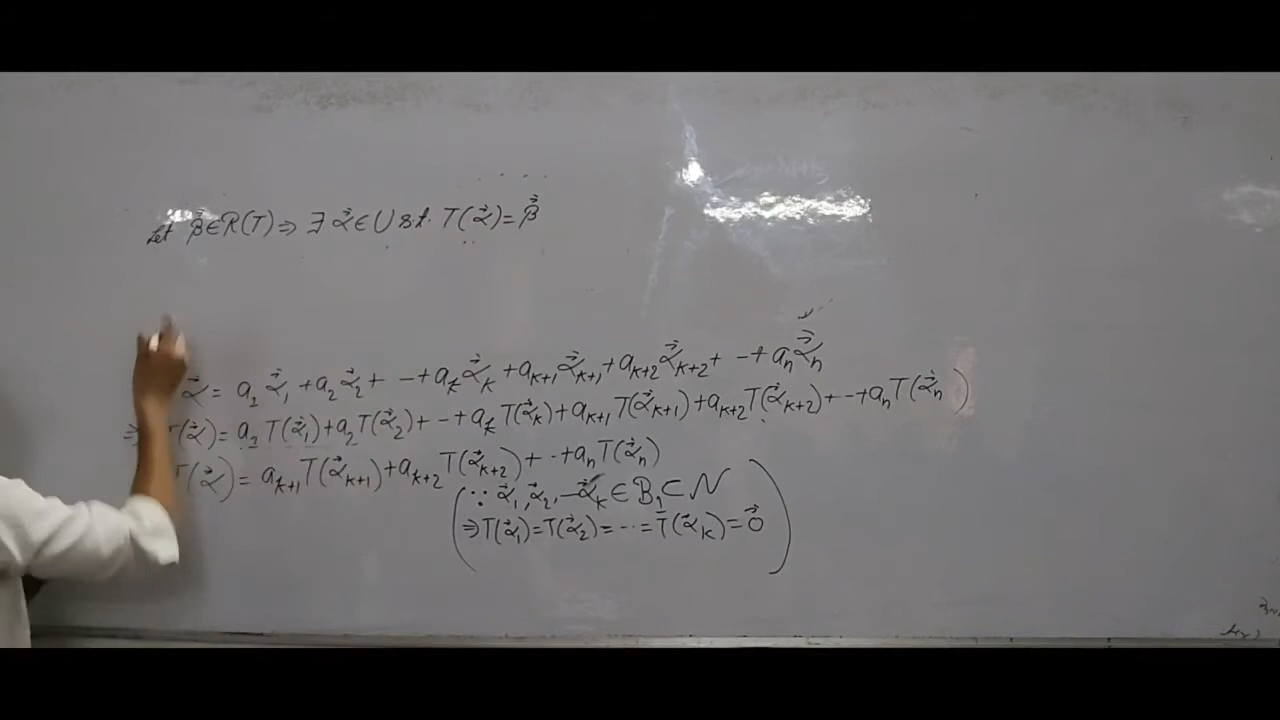 Let β⃗ ∈ R(T) ⇒ ∃ α⃗ ∈ U s.t. T(α⃗) = β⃗
α⃗ = a₁α⃗₁ + a₂α⃗₂ + - + aₖα⃗ₖ + aₖ₊₁α⃗ₖ₊₁ + aₖ₊₂α⃗ₖ₊₂ + - + aₙα⃗ₙ
⇒ T(α⃗) = a₁T(α⃗₁) + a₂T(α⃗₂) + - + aₖT(α⃗ₖ) + aₖ₊₁T(α⃗ₖ₊₁) + aₖ₊₂T(α⃗ₖ₊₂) + - + aₙT(α⃗ₙ)
T(α⃗) = aₖ₊₁T(α⃗ₖ₊₁) + aₖ₊₂T(α⃗ₖ₊₂) + - + aₙT(α⃗ₙ)
(∵ α⃗₁, α⃗₂, - α⃗ₖ ∈ B₁ ⊂ N
⇒ T(α⃗₁) = T(α⃗₂) = --- = T(α⃗ₖ) = 0⃗)